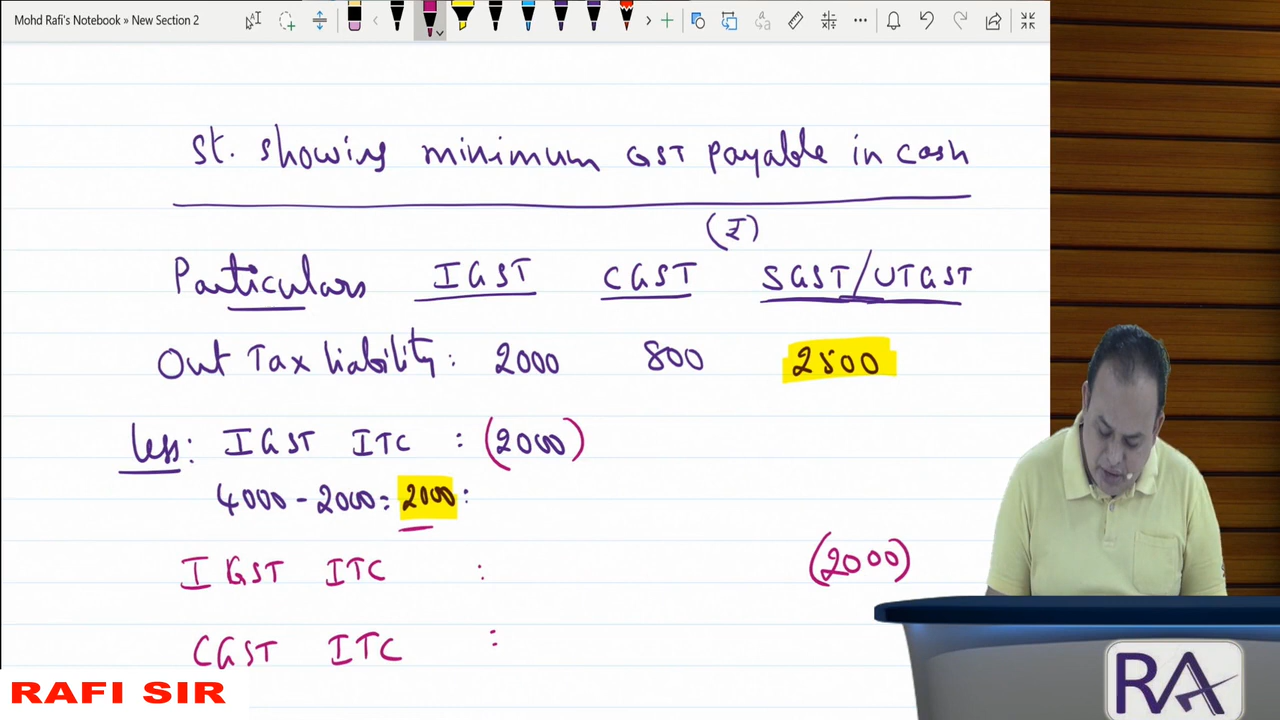 Mohd Rafi's Notebook » New Section 2
St. showing minimum GST payable in cash
(₹)
Particulars IGST CGST SGST/UTGST
Out Tax liability: 2000 800 2500
less: IGST ITC : (2000)
4000 - 2000 = 2000 :
IGST ITC : (2000)
CGST ITC :
RAFI SIR
RA